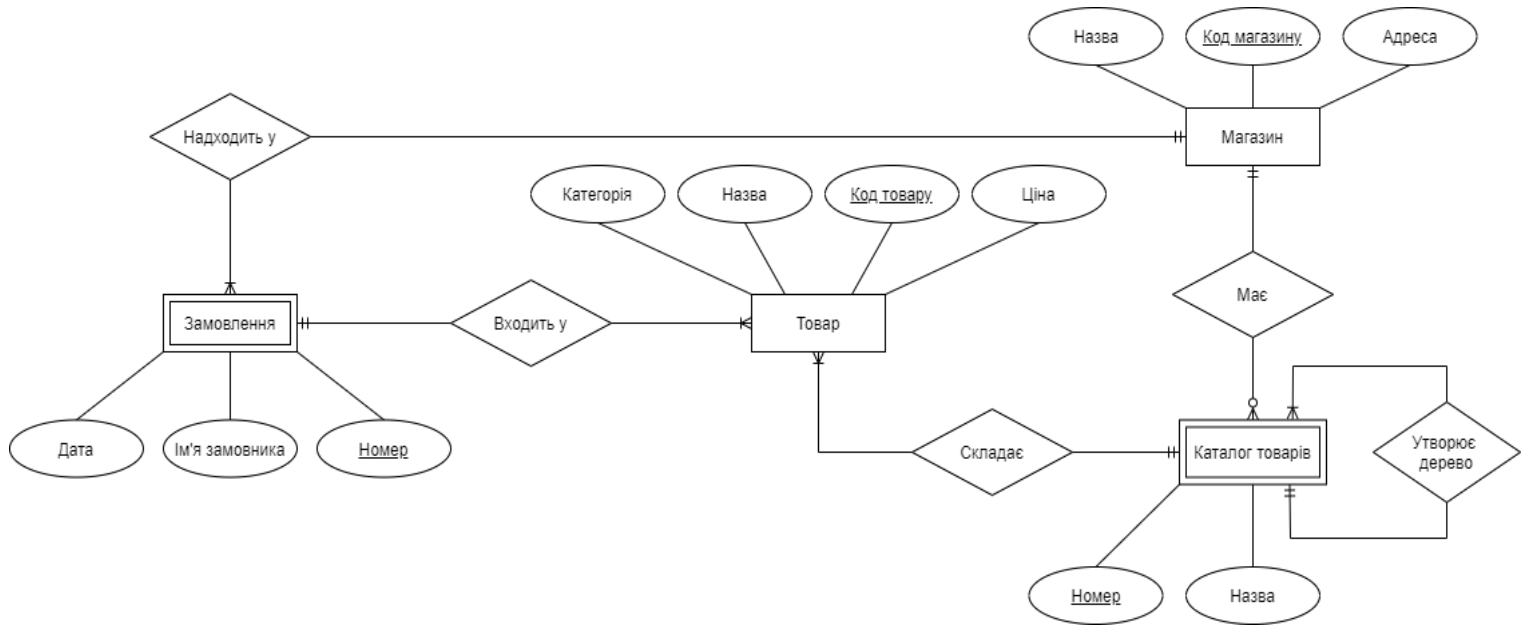 Назва
Код магазину
Адреса
Надходить у
Магазин
Категорія
Назва
Код товару
Ціна
Має
Замовлення
Входить у
Товар
Дата
Ім'я замовника
Номер
Складає
Каталог товарів
Утворює
дерево
Номер
Назва